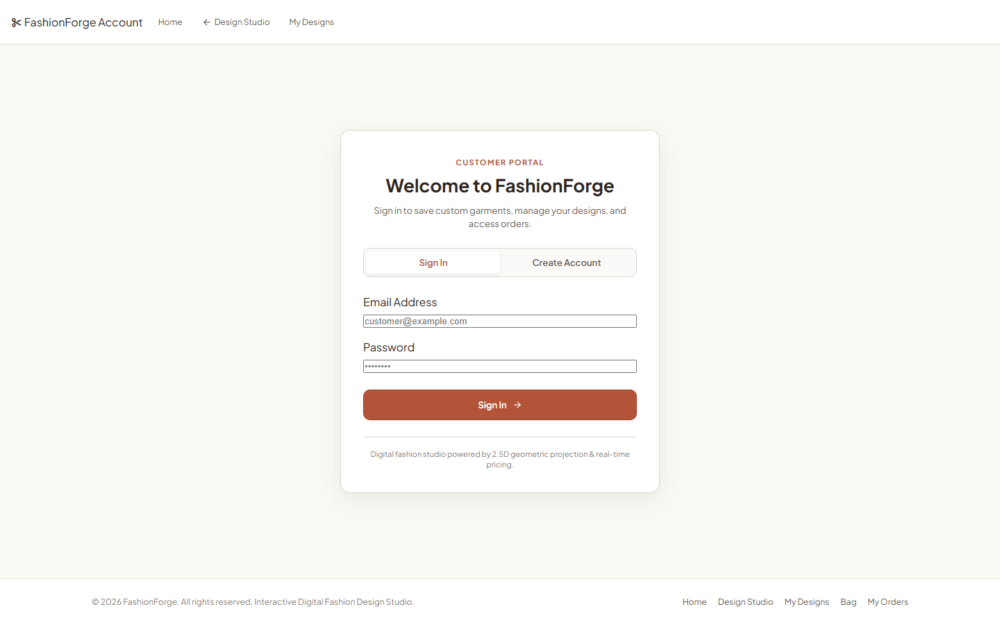 FashionForge Account
Home
← Design Studio
My Designs
CUSTOMER PORTAL
Welcome to FashionForge
Sign in to save custom garments, manage your designs, and
access orders.
Sign In
Create Account
Email Address
customer@example.com
Password
••••••••
Sign In →
Digital fashion studio powered by 2.5D geometric projection & real-time
pricing.
© 2026 FashionForge. All rights reserved. Interactive Digital Fashion Design Studio.
Home
Design Studio
My Designs
Bag
My Orders